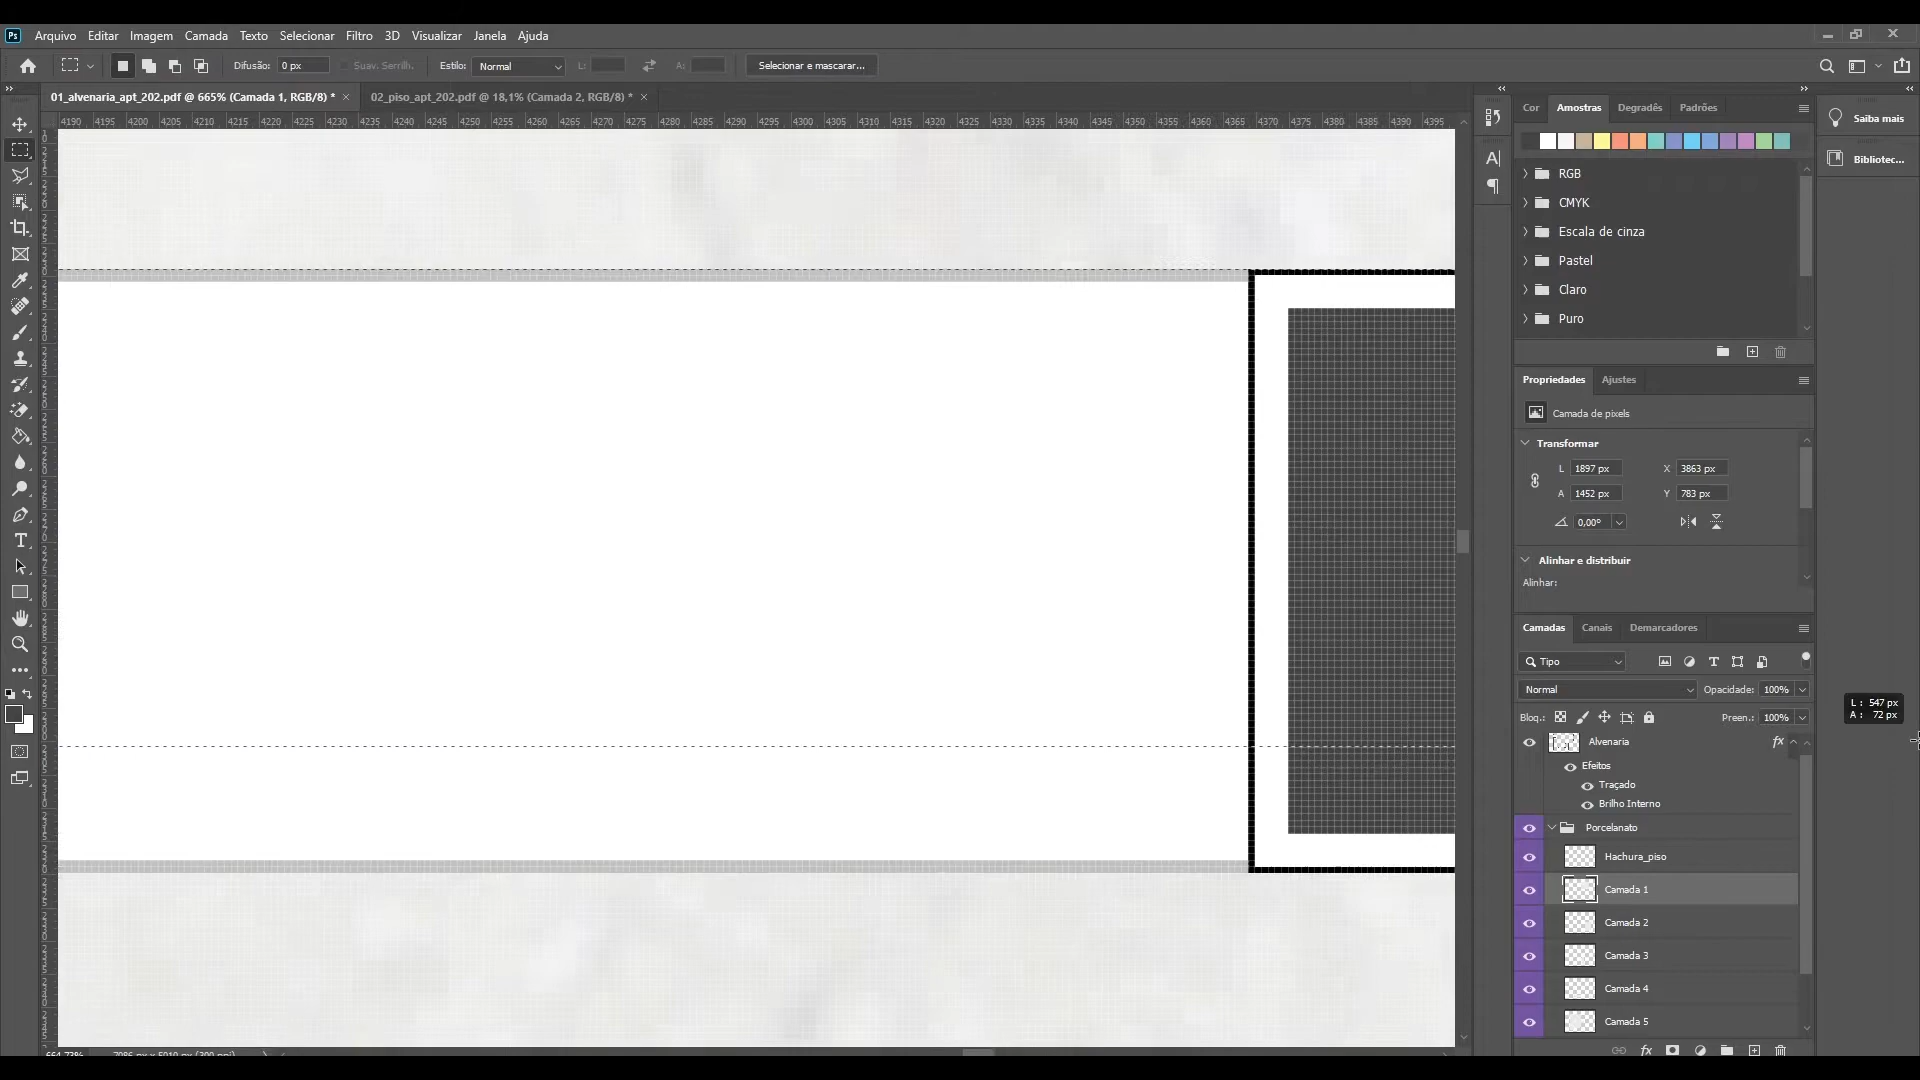 Ps Arquivo Editar Imagem Camada Texto Selecionar Filtro 3D Visualizar Janela Ajuda
Difusão: 0 px Suav. Serrilh. Estilo: Normal L: A: Selecionar e mascarar...
01_alvenaria_apt_202.pdf @ 665% (Camada 1, RGB/8) * × 02_piso_apt_202.pdf @ 18,1% (Camada 2, RGB/8) * ×
4190 4195 4200 4205 4210 4215 4220 4225 4230 4235 4240 4245 4250 4255 4260 4265 4270 4275 4280 4285 4290 4295 4300 4305 4310 4315 4320 4325 4330 4335 4340 4345 4350 4355 4360 4365 4370 4375 4380 4385 4390 4395
Cor Amostras Degradês Padrões
Saiba mais
Bibliotec...
RGB
CMYK
Escala de cinza
Pastel
Claro
Puro
Propriedades Ajustes
Camada de pixels
Transformar
L 1897 px X 3863 px
A 1452 px Y 783 px
0,00°
Alinhar e distribuir
Alinhar:
Camadas Canais Demarcadores
Tipo
Normal Opacidade: 100%
Bloq.: Preen.: 100%
L: 547 px
A: 72 px
Alvenaria fx
Efeitos
Traçado
Brilho Interno
Porcelanato
Hachura_piso
Camada 1
Camada 2
Camada 3
Camada 4
Camada 5
fx
664,73% 7086 px x 5010 px (300 ppi)